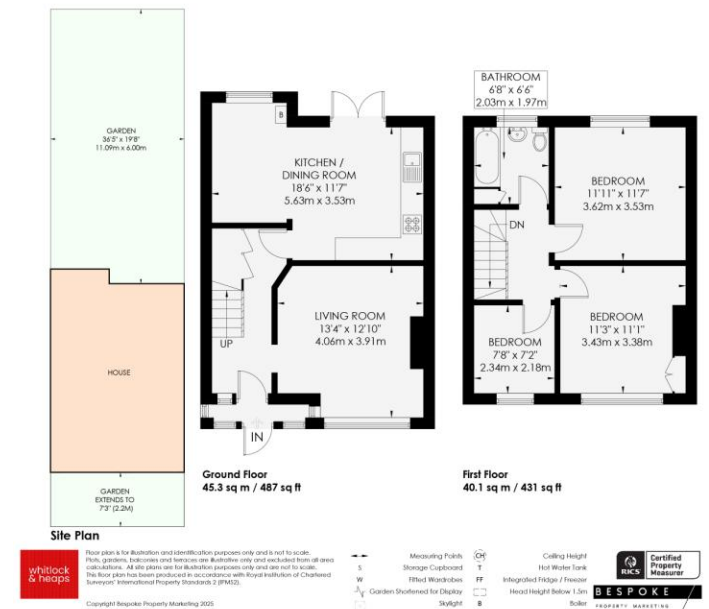 GARDEN
36'5" x 19'8"
11.09m x 6.00m
HOUSE
GARDEN
EXTENDS TO
7'3" (2.2M)
Site Plan
B
KITCHEN /
DINING ROOM
18'6" x 11'7"
5.63m x 3.53m
LIVING ROOM
13'4" x 12'10"
4.06m x 3.91m
UP
IN
Ground Floor
45.3 sq m / 487 sq ft
BATHROOM
6'8" x 6'6"
2.03m x 1.97m
BEDROOM
11'11" x 11'7"
3.62m x 3.53m
DN
BEDROOM
11'3" x 11'1"
3.43m x 3.38m
BEDROOM
7'8" x 7'2"
2.34m x 2.18m
First Floor
40.1 sq m / 431 sq ft
whitlock
& heaps
Floor plan is for illustration and identification purposes only and is not to scale.
Plots, gardens, balconies and terraces are illustrative only and excluded from all area
calculations. All site plans are for illustration purposes only and are not to scale.
This floor plan has been produced in accordance with Royal Institution of Chartered
Surveyors' International Property Standards 2 (IPMS2).
Copyright Bespoke Property Marketing 2025
Measuring Points
S Storage Cupboard
W Fitted Wardrobes
Garden Shortened for Display
Skylight
CH Ceiling Height
T Hot Water Tank
FF Integrated Fridge / Freezer
Head Height Below 1.5m
B Boiler
RICS
Certified
Property
Measurer
BESPOKE
PROPERTY MARKETING